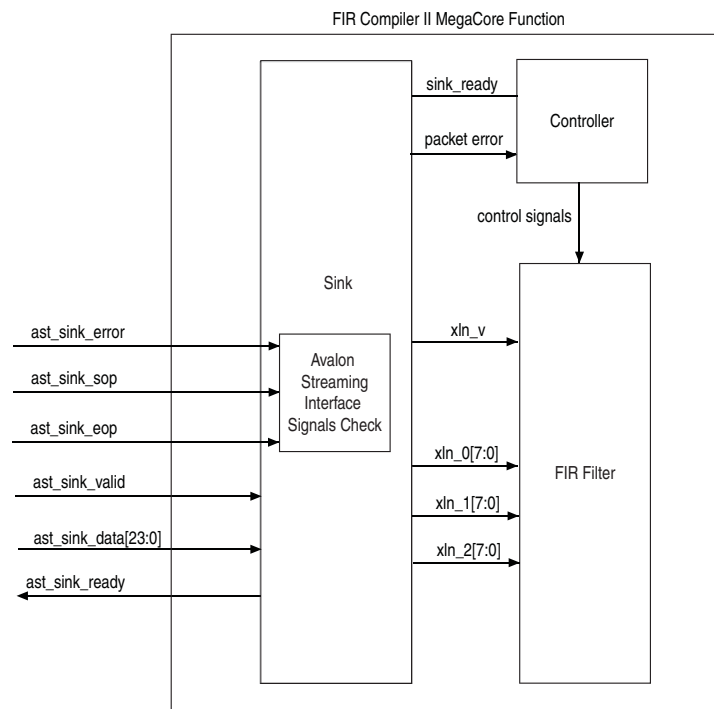 FIR Compiler II MegaCore Function
sink_ready
Controller
packet error
control signals
Sink
ast_sink_error
xln_v
Avalon
Streaming
Interface
Signals Check
ast_sink_sop
ast_sink_eop
xln_0[7:0]
FIR Filter
ast_sink_valid
xln_1[7:0]
ast_sink_data[23:0]
xln_2[7:0]
ast_sink_ready